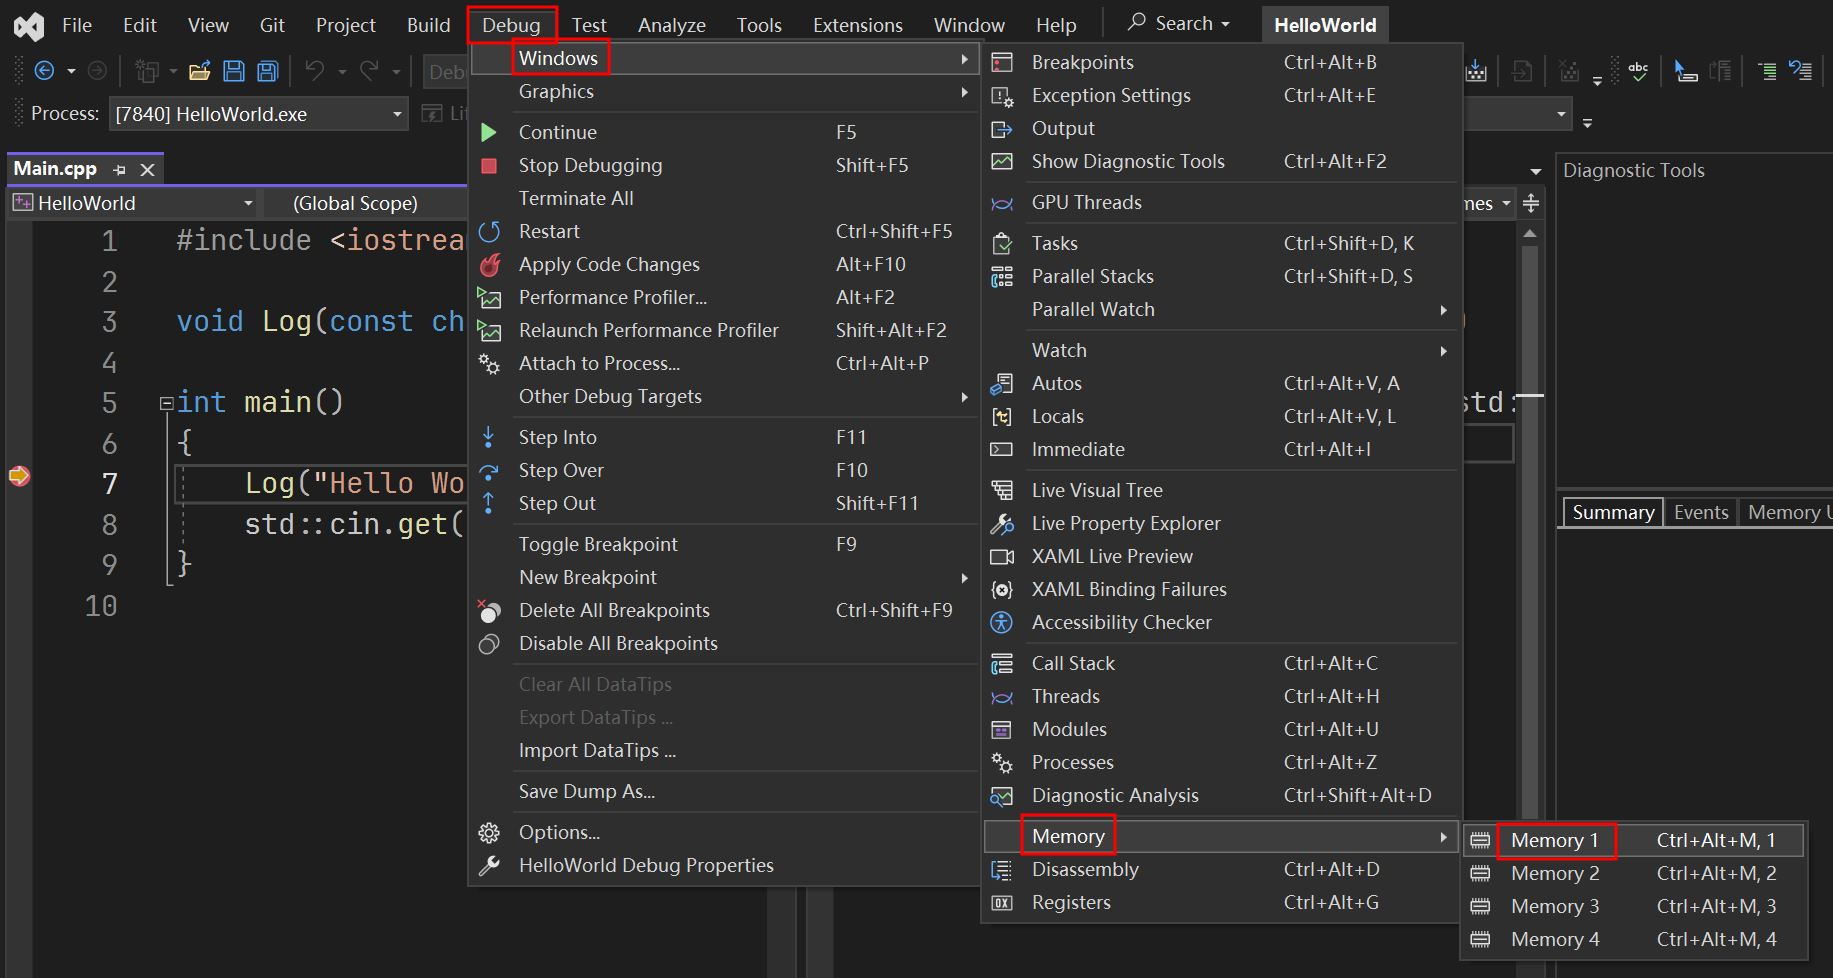 File Edit View Git Project Build Debug Test Analyze Tools Extensions Window Help Search HelloWorld
Process: [7840] HelloWorld.exe
Main.cpp
HelloWorld (Global Scope)
1 #include <iostrea
2
3 void Log(const ch
4
5 int main()
6 {
7 Log("Hello Wo
8 std::cin.get(
9 }
10
Windows
Graphics
Continue F5
Stop Debugging Shift+F5
Terminate All
Restart Ctrl+Shift+F5
Apply Code Changes Alt+F10
Performance Profiler... Alt+F2
Relaunch Performance Profiler Shift+Alt+F2
Attach to Process... Ctrl+Alt+P
Other Debug Targets
Step Into F11
Step Over F10
Step Out Shift+F11
Toggle Breakpoint F9
New Breakpoint
Delete All Breakpoints Ctrl+Shift+F9
Disable All Breakpoints
Clear All DataTips
Export DataTips ...
Import DataTips ...
Save Dump As...
Options...
HelloWorld Debug Properties
Breakpoints Ctrl+Alt+B
Exception Settings Ctrl+Alt+E
Output
Show Diagnostic Tools Ctrl+Alt+F2
GPU Threads
Tasks Ctrl+Shift+D, K
Parallel Stacks Ctrl+Shift+D, S
Parallel Watch
Watch
Autos Ctrl+Alt+V, A
Locals Ctrl+Alt+V, L
Immediate Ctrl+Alt+I
Live Visual Tree
Live Property Explorer
XAML Live Preview
XAML Binding Failures
Accessibility Checker
Call Stack Ctrl+Alt+C
Threads Ctrl+Alt+H
Modules Ctrl+Alt+U
Processes Ctrl+Alt+Z
Diagnostic Analysis Ctrl+Shift+Alt+D
Memory
Disassembly Ctrl+Alt+D
Registers Ctrl+Alt+G
Memory 1 Ctrl+Alt+M, 1
Memory 2 Ctrl+Alt+M, 2
Memory 3 Ctrl+Alt+M, 3
Memory 4 Ctrl+Alt+M, 4
abc
Diagnostic Tools
std:
Summary Events Memory U